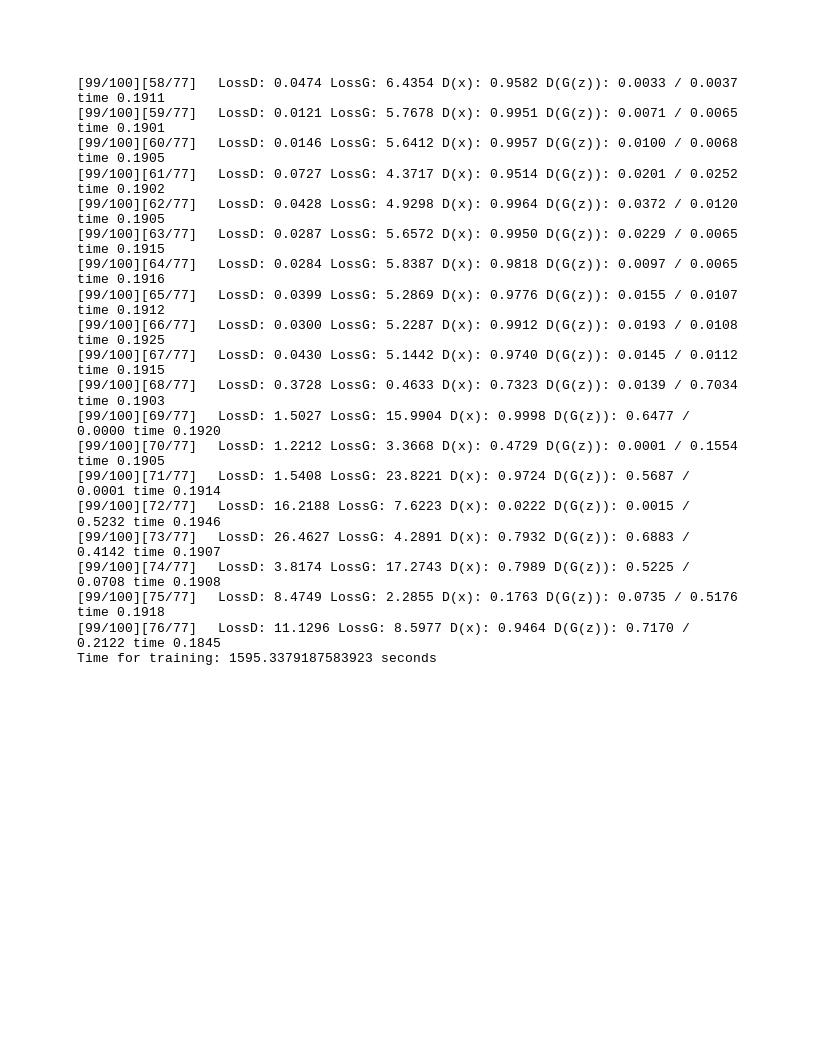 [99/100][58/77] LossD: 0.0474 LossG: 6.4354 D(x): 0.9582 D(G(z)): 0.0033 / 0.0037
time 0.1911
[99/100][59/77] LossD: 0.0121 LossG: 5.7678 D(x): 0.9951 D(G(z)): 0.0071 / 0.0065
time 0.1901
[99/100][60/77] LossD: 0.0146 LossG: 5.6412 D(x): 0.9957 D(G(z)): 0.0100 / 0.0068
time 0.1905
[99/100][61/77] LossD: 0.0727 LossG: 4.3717 D(x): 0.9514 D(G(z)): 0.0201 / 0.0252
time 0.1902
[99/100][62/77] LossD: 0.0428 LossG: 4.9298 D(x): 0.9964 D(G(z)): 0.0372 / 0.0120
time 0.1905
[99/100][63/77] LossD: 0.0287 LossG: 5.6572 D(x): 0.9950 D(G(z)): 0.0229 / 0.0065
time 0.1915
[99/100][64/77] LossD: 0.0284 LossG: 5.8387 D(x): 0.9818 D(G(z)): 0.0097 / 0.0065
time 0.1916
[99/100][65/77] LossD: 0.0399 LossG: 5.2869 D(x): 0.9776 D(G(z)): 0.0155 / 0.0107
time 0.1912
[99/100][66/77] LossD: 0.0300 LossG: 5.2287 D(x): 0.9912 D(G(z)): 0.0193 / 0.0108
time 0.1925
[99/100][67/77] LossD: 0.0430 LossG: 5.1442 D(x): 0.9740 D(G(z)): 0.0145 / 0.0112
time 0.1915
[99/100][68/77] LossD: 0.3728 LossG: 0.4633 D(x): 0.7323 D(G(z)): 0.0139 / 0.7034
time 0.1903
[99/100][69/77] LossD: 1.5027 LossG: 15.9904 D(x): 0.9998 D(G(z)): 0.6477 /
0.0000 time 0.1920
[99/100][70/77] LossD: 1.2212 LossG: 3.3668 D(x): 0.4729 D(G(z)): 0.0001 / 0.1554
time 0.1905
[99/100][71/77] LossD: 1.5408 LossG: 23.8221 D(x): 0.9724 D(G(z)): 0.5687 /
0.0001 time 0.1914
[99/100][72/77] LossD: 16.2188 LossG: 7.6223 D(x): 0.0222 D(G(z)): 0.0015 /
0.5232 time 0.1946
[99/100][73/77] LossD: 26.4627 LossG: 4.2891 D(x): 0.7932 D(G(z)): 0.6883 /
0.4142 time 0.1907
[99/100][74/77] LossD: 3.8174 LossG: 17.2743 D(x): 0.7989 D(G(z)): 0.5225 /
0.0708 time 0.1908
[99/100][75/77] LossD: 8.4749 LossG: 2.2855 D(x): 0.1763 D(G(z)): 0.0735 / 0.5176
time 0.1918
[99/100][76/77] LossD: 11.1296 LossG: 8.5977 D(x): 0.9464 D(G(z)): 0.7170 /
0.2122 time 0.1845
Time for training: 1595.3379187583923 seconds